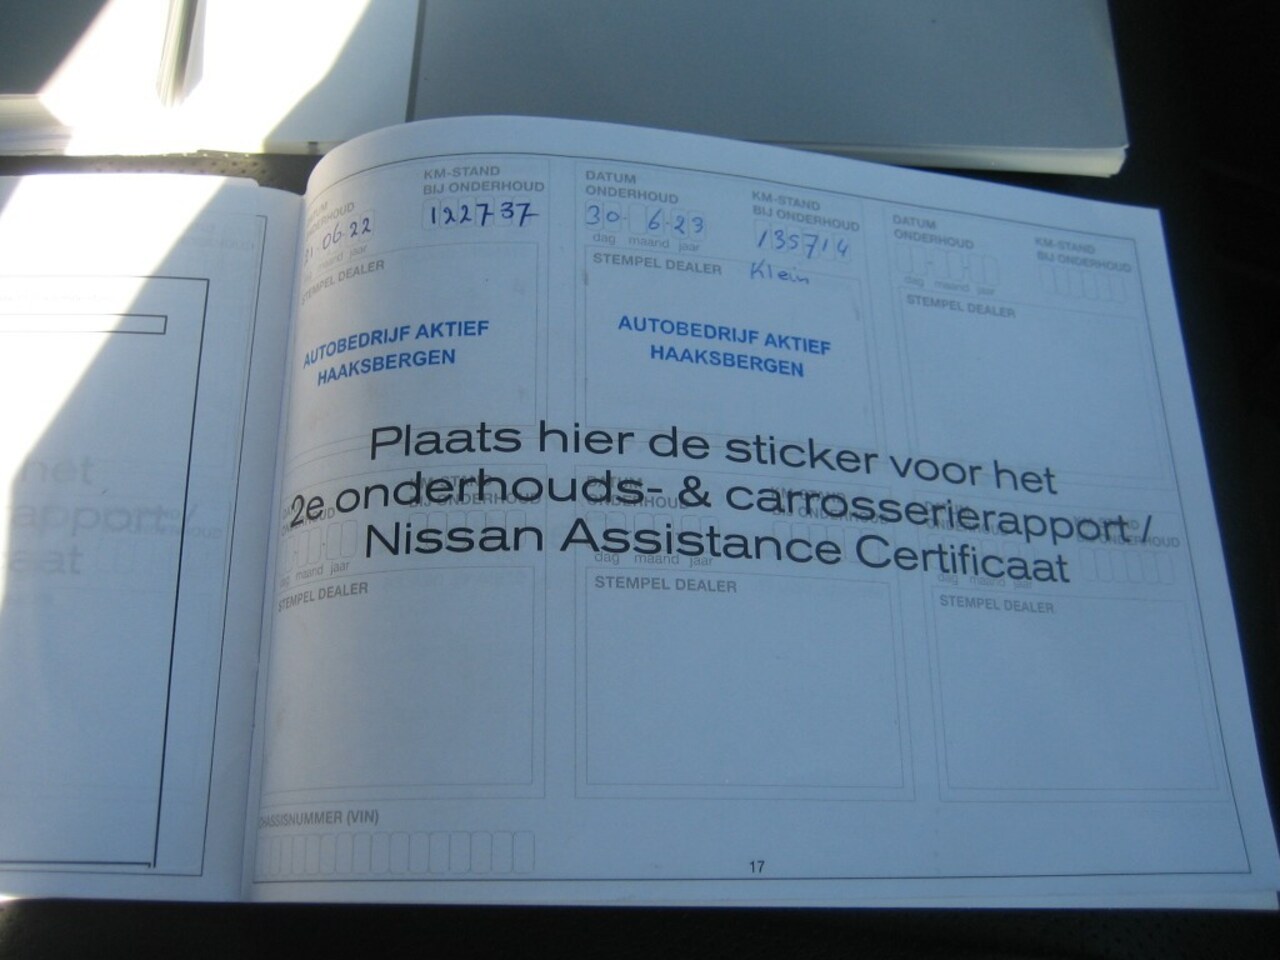 KM-STAND
BIJ ONDERHOUD
122737
06-22
maand jaar
STEMPEL DEALER
AUTOBEDRIJF AKTIEF
HAAKSBERGEN
DATUM
ONDERHOUD
30-6-23
dag maand jaar
KM-STAND
BIJ ONDERHOUD
135714
Klein
STEMPEL DEALER
AUTOBEDRIJF AKTIEF
HAAKSBERGEN
DATUM
ONDERHOUD
dag maand jaar
KM-STAND
BIJ ONDERHOUD
STEMPEL DEALER
Plaats hier de sticker voor het
2e onderhouds- & carrosserierapport /
Nissan Assistance Certificaat
dag maand jaar
STEMPEL DEALER
dag maand jaar
STEMPEL DEALER
dag maand jaar
STEMPEL DEALER
CHASSISNUMMER (VIN)
17